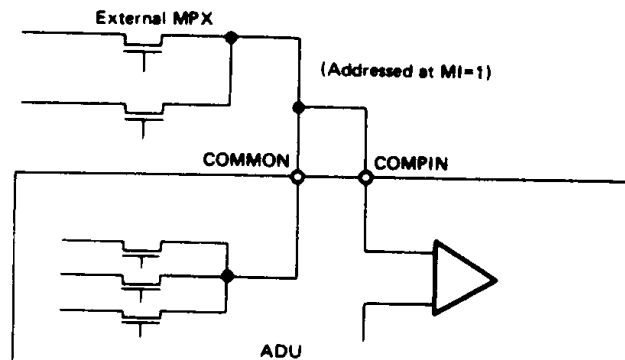 External MPX
(Addressed at MI=1)
COMMON
COMPIN
ADU